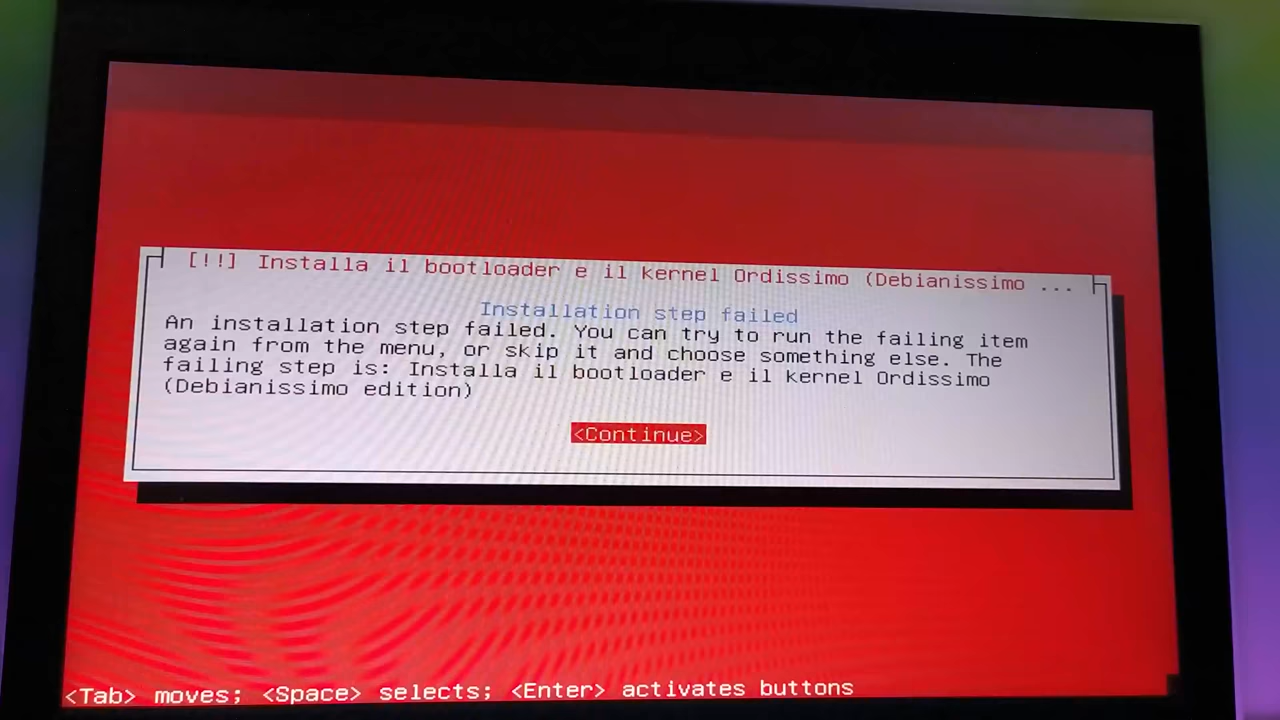 [!!] Installa il bootloader e il kernel Ordissimo (Debianissimo ...
Installation step failed
An installation step failed. You can try to run the failing item
again from the menu, or skip it and choose something else. The
failing step is: Installa il bootloader e il kernel Ordissimo
(Debianissimo edition)
<Continue>
<Tab> moves; <Space> selects; <Enter> activates buttons